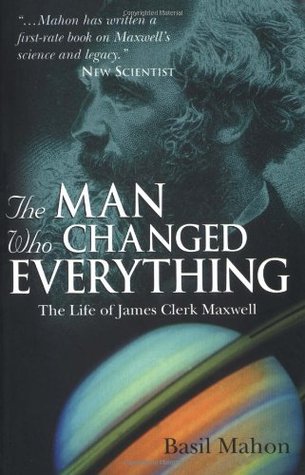 “…Mahon has written a
first-rate book on Maxwell’s
science and legacy.”
NEW SCIENTIST
The MAN
Who CHANGED
EVERYTHING
The Life of James Clerk Maxwell
Basil Mahon